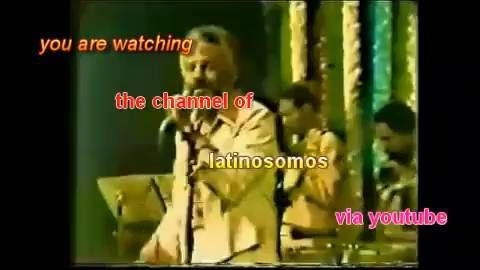 you are watching
the channel of
latinosomos
via youtube